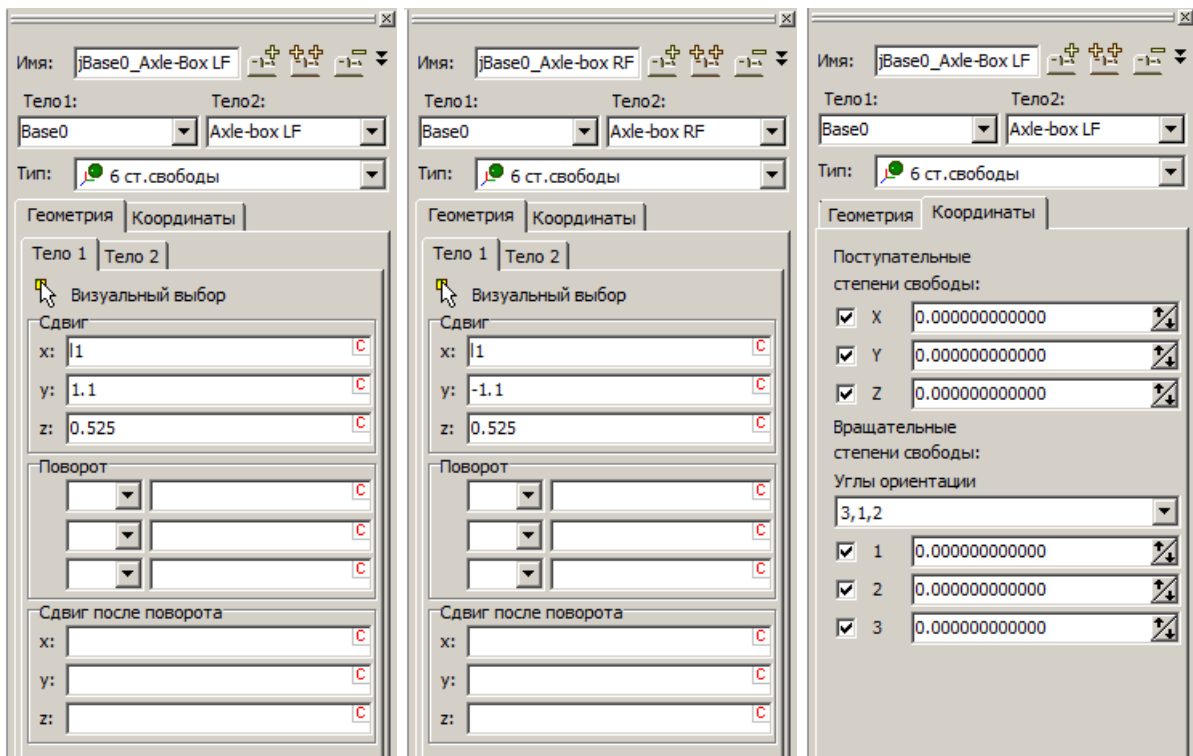 Имя: jBase0_Axle-Box LF
Тело1: Тело2:
Base0 Axle-box LF
Тип: 6 ст.свободы
Геометрия Координаты
Тело 1 Тело 2
Визуальный выбор
Сдвиг
x: l1 C
y: 1.1 C
z: 0.525 C
Поворот
C
C
C
Сдвиг после поворота
x: C
y: C
z: C
Имя: jBase0_Axle-box RF
Тело1: Тело2:
Base0 Axle-box RF
Тип: 6 ст.свободы
Геометрия Координаты
Тело 1 Тело 2
Визуальный выбор
Сдвиг
x: l1 C
y: -1.1 C
z: 0.525 C
Поворот
C
C
C
Сдвиг после поворота
x: C
y: C
z: C
Имя: jBase0_Axle-Box LF
Тело1: Тело2:
Base0 Axle-box LF
Тип: 6 ст.свободы
Геометрия Координаты
Поступательные
степени свободы:
X 0.000000000000
Y 0.000000000000
Z 0.000000000000
Вращательные
степени свободы:
Углы ориентации
3,1,2
1 0.000000000000
2 0.000000000000
3 0.000000000000